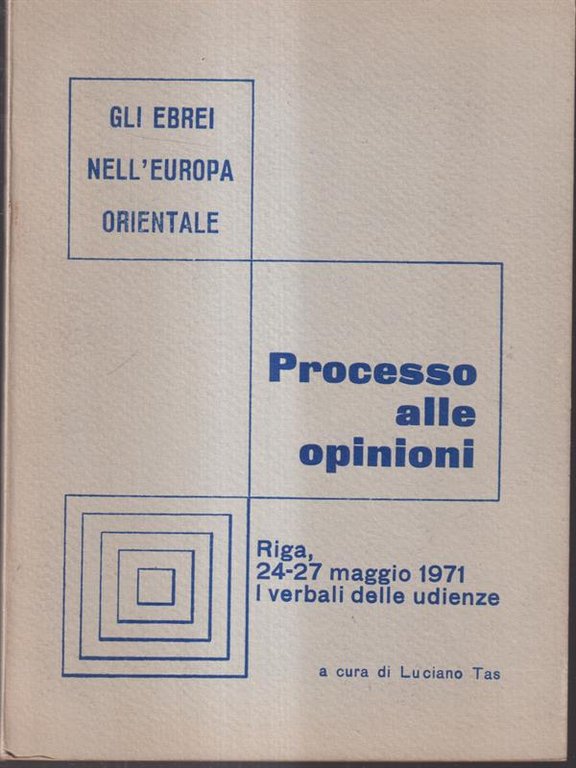 GLI EBREI
NELL'EUROPA
ORIENTALE
Processo
alle
opinioni
Riga,
24-27 maggio 1971
I verbali delle udienze
a cura di Luciano Tas